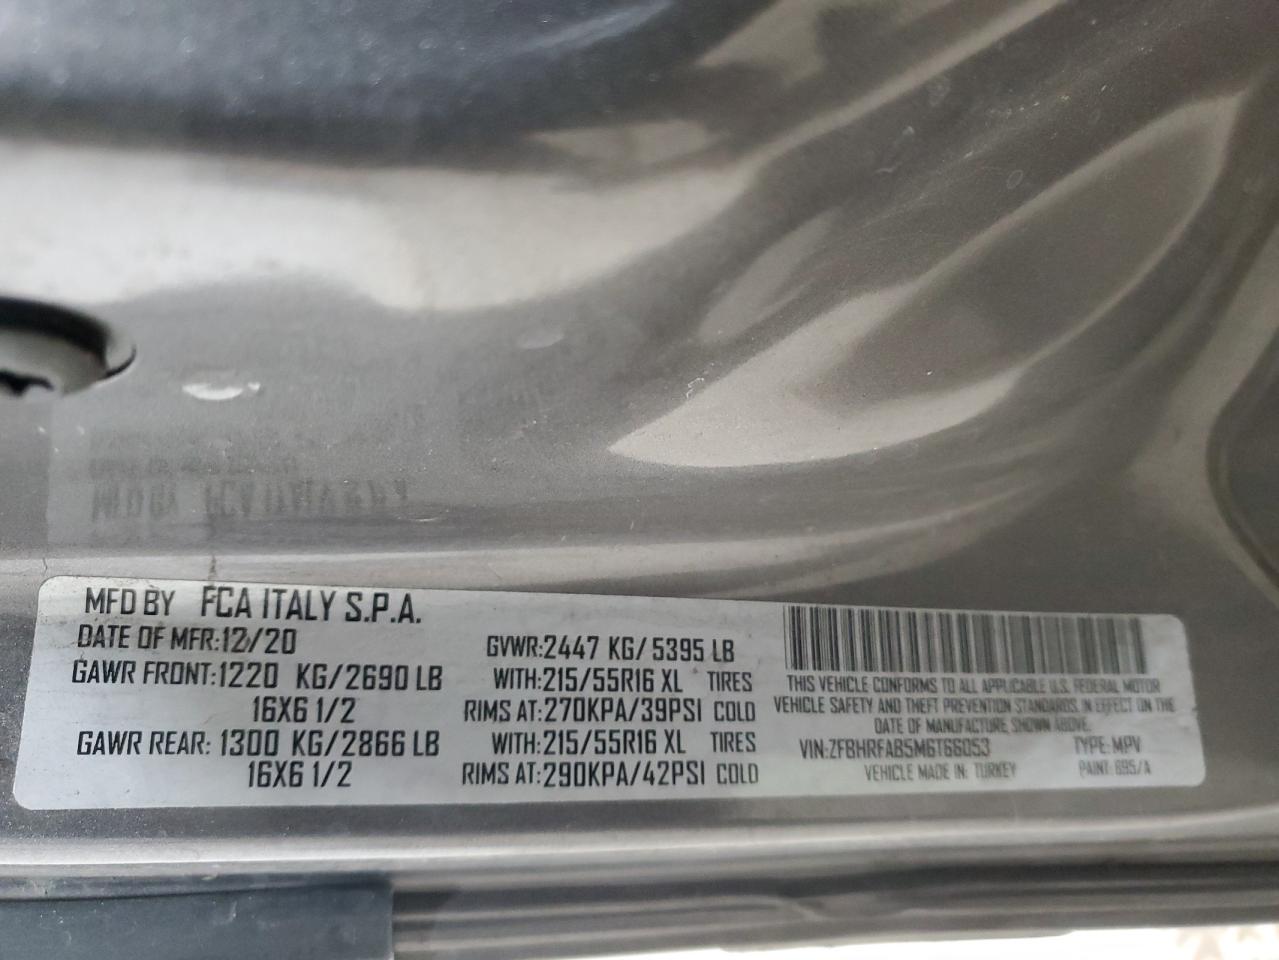 MFD BY FCA ITALY S.P.A.
DATE OF MFR:12/20
GVWR:2447 KG/5395 LB
GAWR FRONT:1220 KG/2690 LB
WITH:215/55R16 XL TIRES
16X6 1/2
RIMS AT:270KPA/39PSI COLD
GAWR REAR: 1300 KG/2866 LB
WITH:215/55R16 XL TIRES
16X6 1/2
RIMS AT:290KPA/42PSI COLD
THIS VEHICLE CONFORMS TO ALL APPLICABLE U.S. FEDERAL MOTOR
VEHICLE SAFETY AND THEFT PREVENTION STANDARDS IN EFFECT ON THE
DATE OF MANUFACTURE SHOWN ABOVE.
VIN:ZFBHRFAB5M6T66053 TYPE: MPV
VEHICLE MADE IN: TURKEY PAINT: 695/A